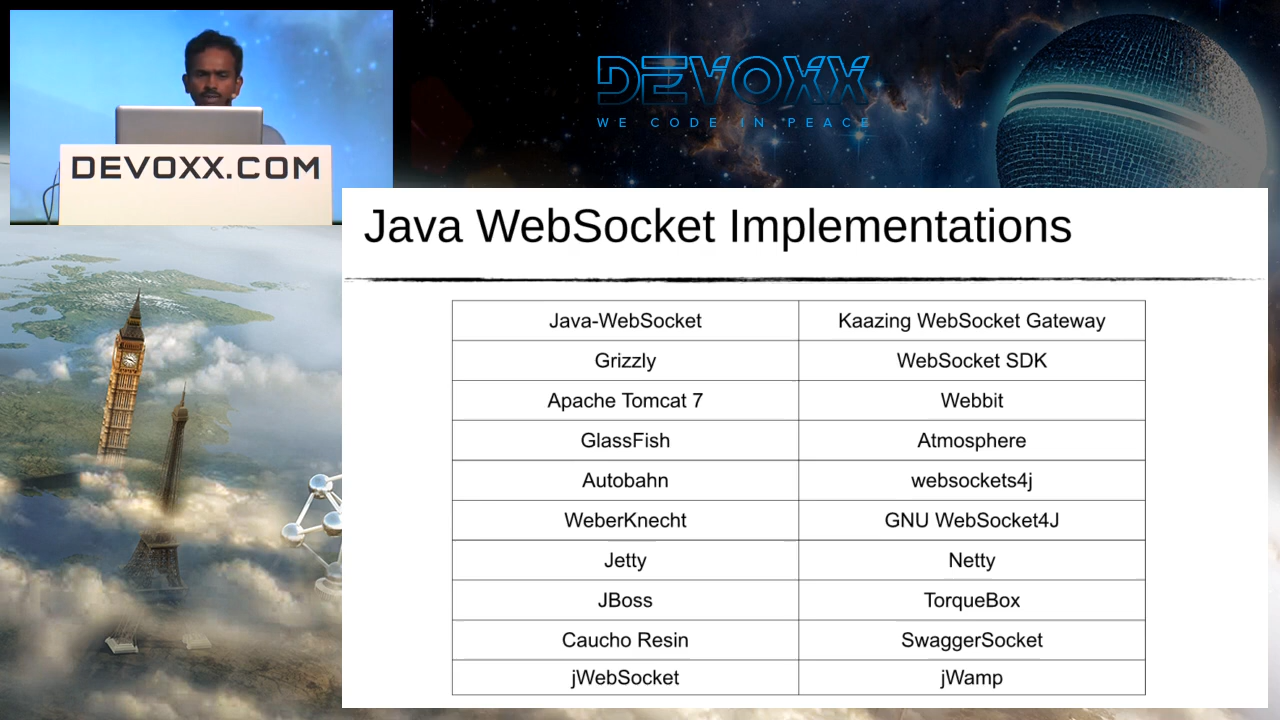 DEVOXX
WE CODE IN PEACE
DEVOXX.COM
Java WebSocket Implementations
Java-WebSocket Kaazing WebSocket Gateway
Grizzly WebSocket SDK
Apache Tomcat 7 Webbit
GlassFish Atmosphere
Autobahn websockets4j
WeberKnecht GNU WebSocket4J
Jetty Netty
JBoss TorqueBox
Caucho Resin SwaggerSocket
jWebSocket jWamp